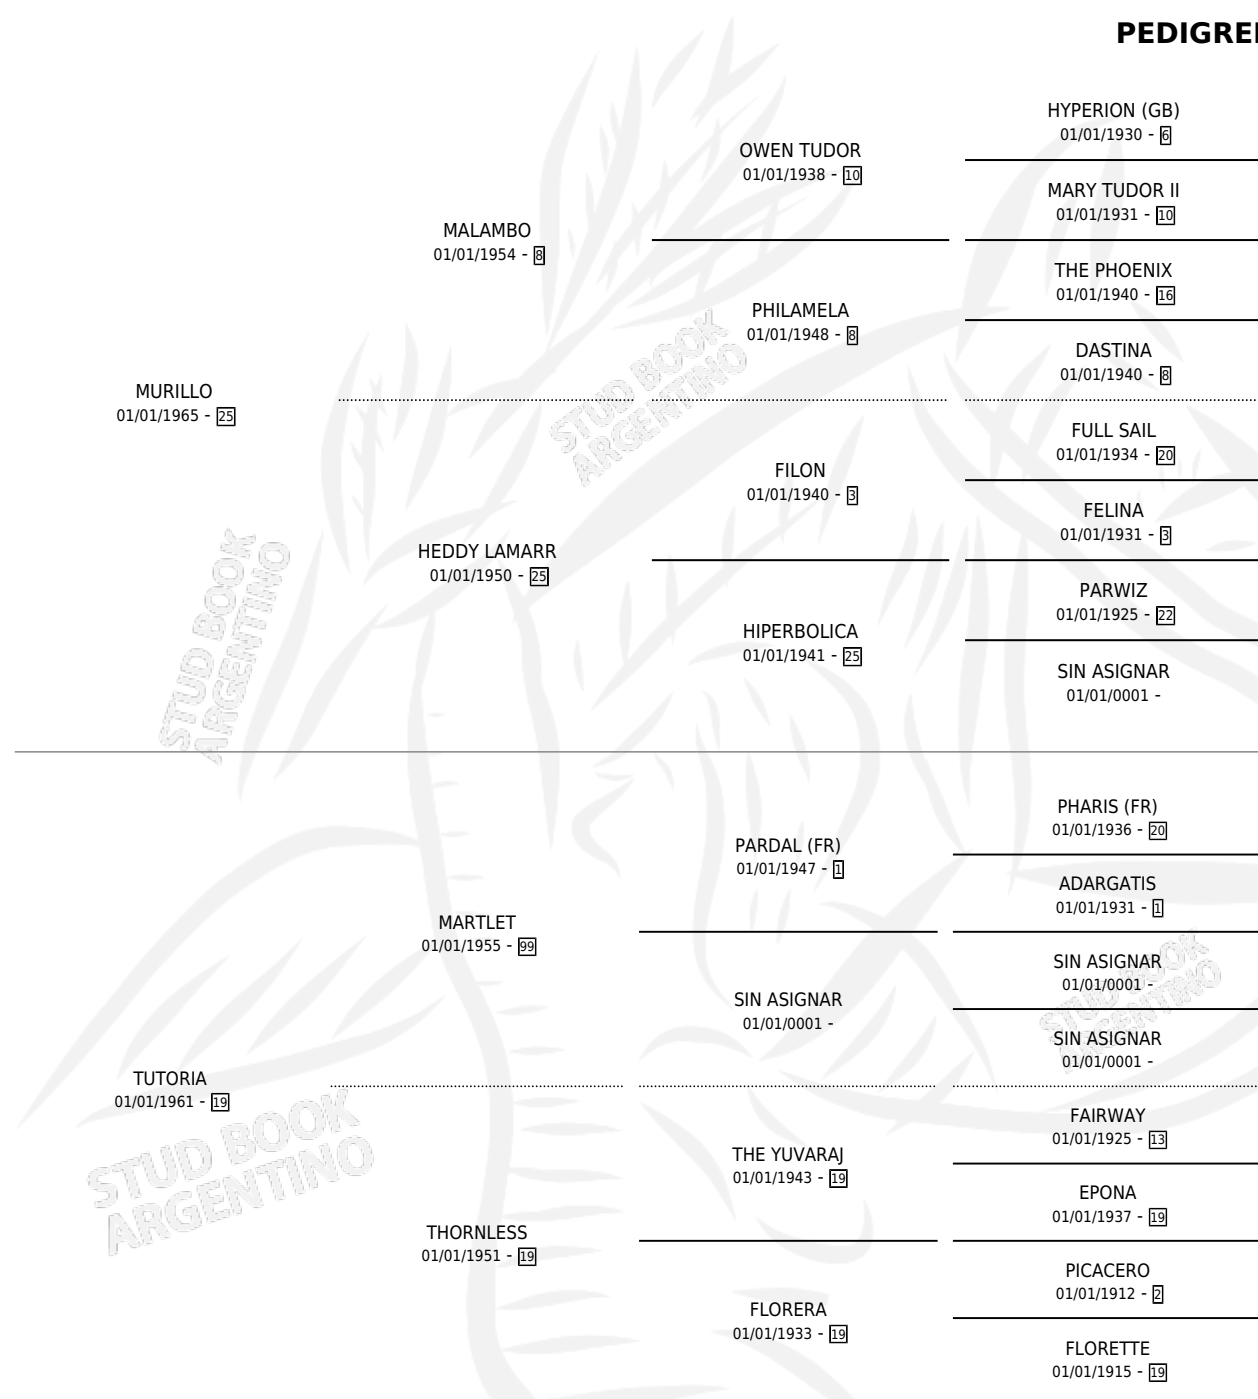 PEDIGREE
HYPERION (GB)
01/01/1930 - 6
OWEN TUDOR
01/01/1938 - 10
MARY TUDOR II
01/01/1931 - 10
MALAMBO
01/01/1954 - 8
THE PHOENIX
01/01/1940 - 16
PHILAMELA
01/01/1948 - 8
DASTINA
01/01/1940 - 8
MURILLO
01/01/1965 - 25
FULL SAIL
01/01/1934 - 20
FILON
01/01/1940 - 3
FELINA
01/01/1931 - 3
HEDDY LAMARR
01/01/1950 - 25
PARWIZ
01/01/1925 - 22
HIPERBOLICA
01/01/1941 - 25
SIN ASIGNAR
01/01/0001 -
PHARIS (FR)
01/01/1936 - 20
PARDAL (FR)
01/01/1947 - 1
ADARGATIS
01/01/1931 - 1
MARTLET
01/01/1955 - 99
SIN ASIGNAR
01/01/0001 -
SIN ASIGNAR
01/01/0001 -
SIN ASIGNAR
01/01/0001 -
TUTORIA
01/01/1961 - 19
FAIRWAY
01/01/1925 - 13
THE YUVARAJ
01/01/1943 - 19
EPONA
01/01/1937 - 19
THORNLESS
01/01/1951 - 19
PICACERO
01/01/1912 - 2
FLORERA
01/01/1933 - 19
FLORETTE
01/01/1915 - 19
STUD BOOK
ARGENTINO
STUD BOOK
ARGENTINO
STUD BOOK
ARGENTINO
STUD BOOK
ARGENTINO